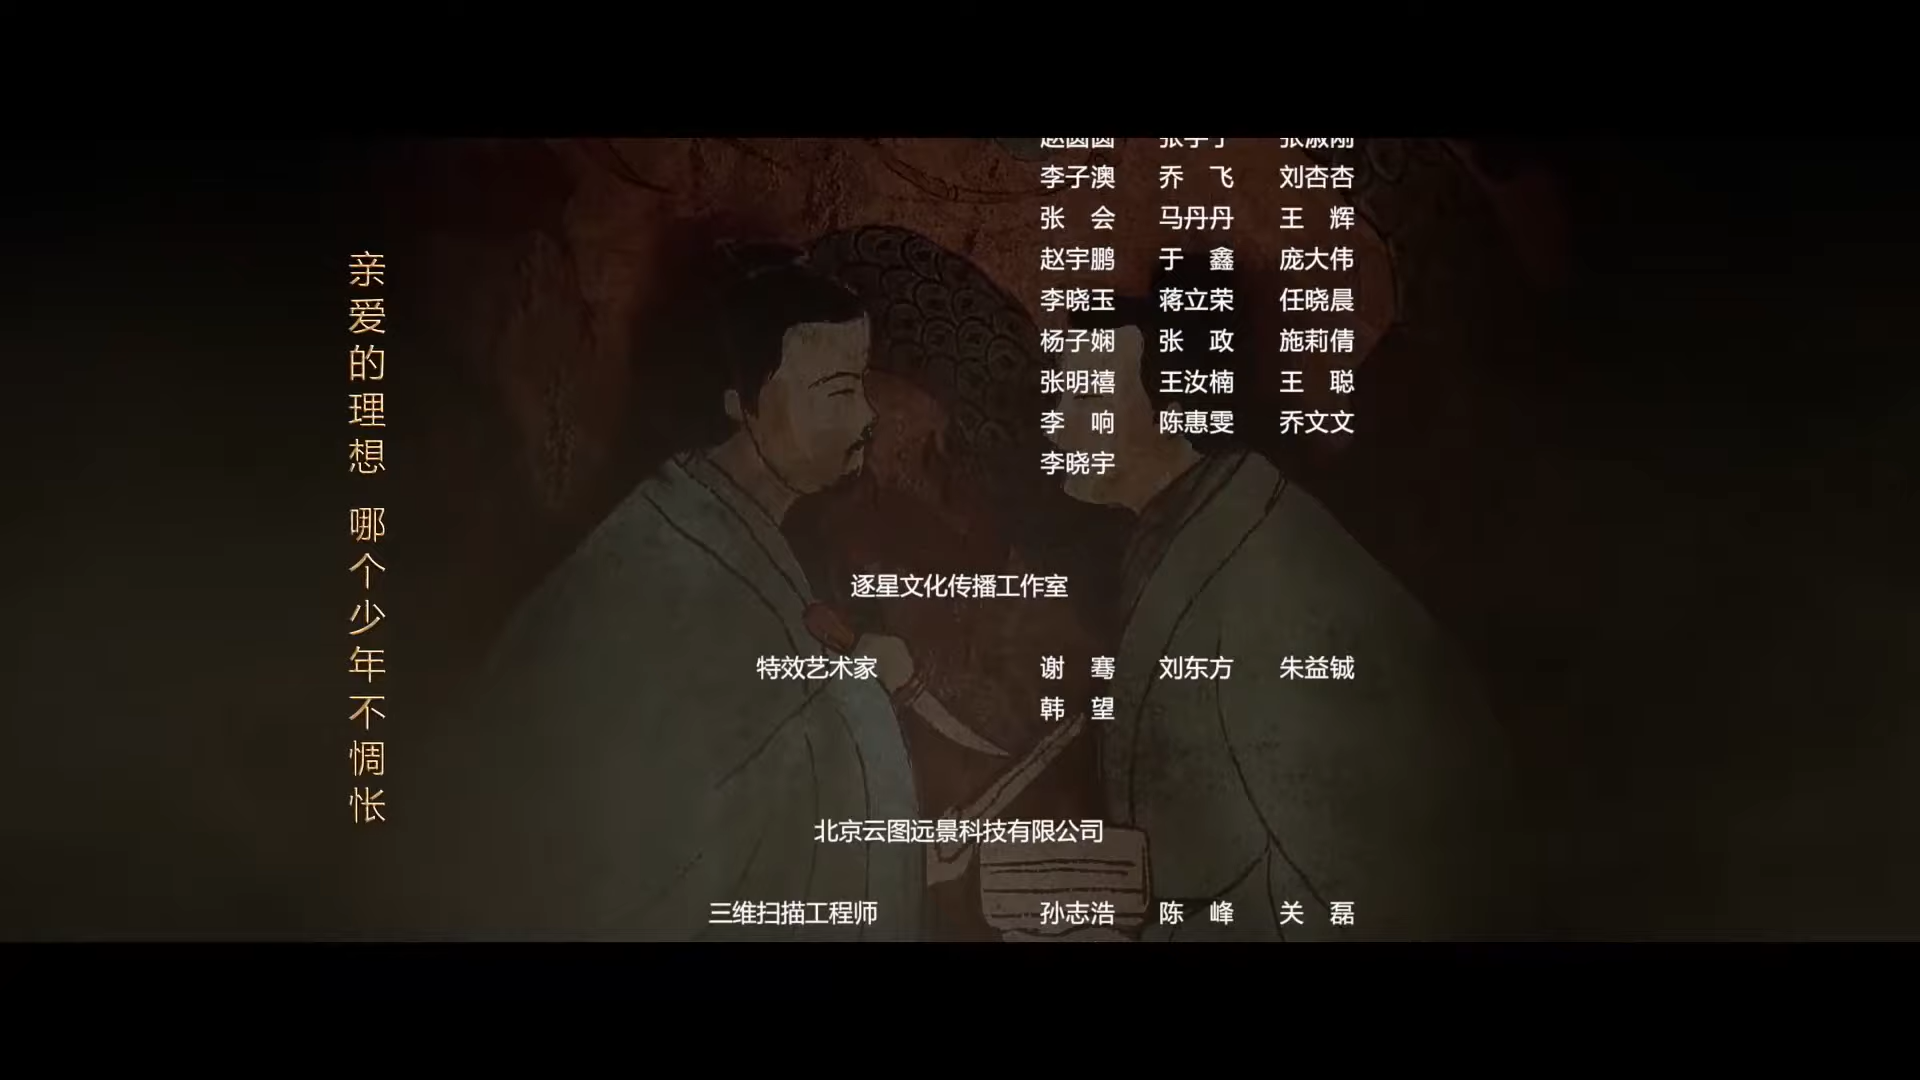 亲爱的理想 哪个少年不惆怅
李子澳 乔 飞 刘杏杏
张 会 马丹丹 王 辉
赵宇鹏 于 鑫 庞大伟
李晓玉 蒋立荣 任晓晨
杨子娴 张 政 施莉倩
张明禧 王汝楠 王 聪
李 响 陈惠雯 乔文文
李晓宇
逐星文化传播工作室
特效艺术家 谢 骞 刘东方 朱益铖
韩 望
北京云图远景科技有限公司
三维扫描工程师 孙志浩 陈 峰 关 磊